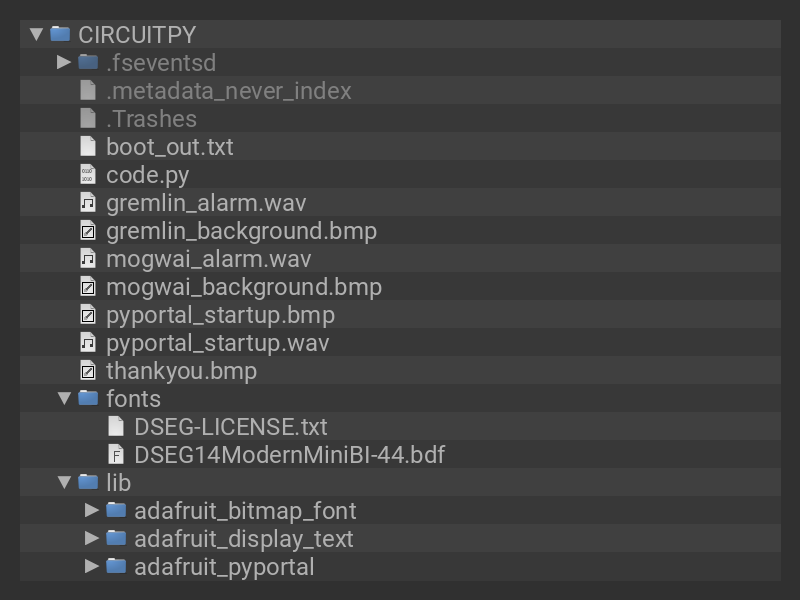 CIRCUITPY
.fseventsd
.metadata_never_index
.Trashes
boot_out.txt
code.py
gremlin_alarm.wav
gremlin_background.bmp
mogwai_alarm.wav
mogwai_background.bmp
pyportal_startup.bmp
pyportal_startup.wav
thankyou.bmp
fonts
DSEG-LICENSE.txt
DSEG14ModernMiniBI-44.bdf
lib
adafruit_bitmap_font
adafruit_display_text
adafruit_pyportal